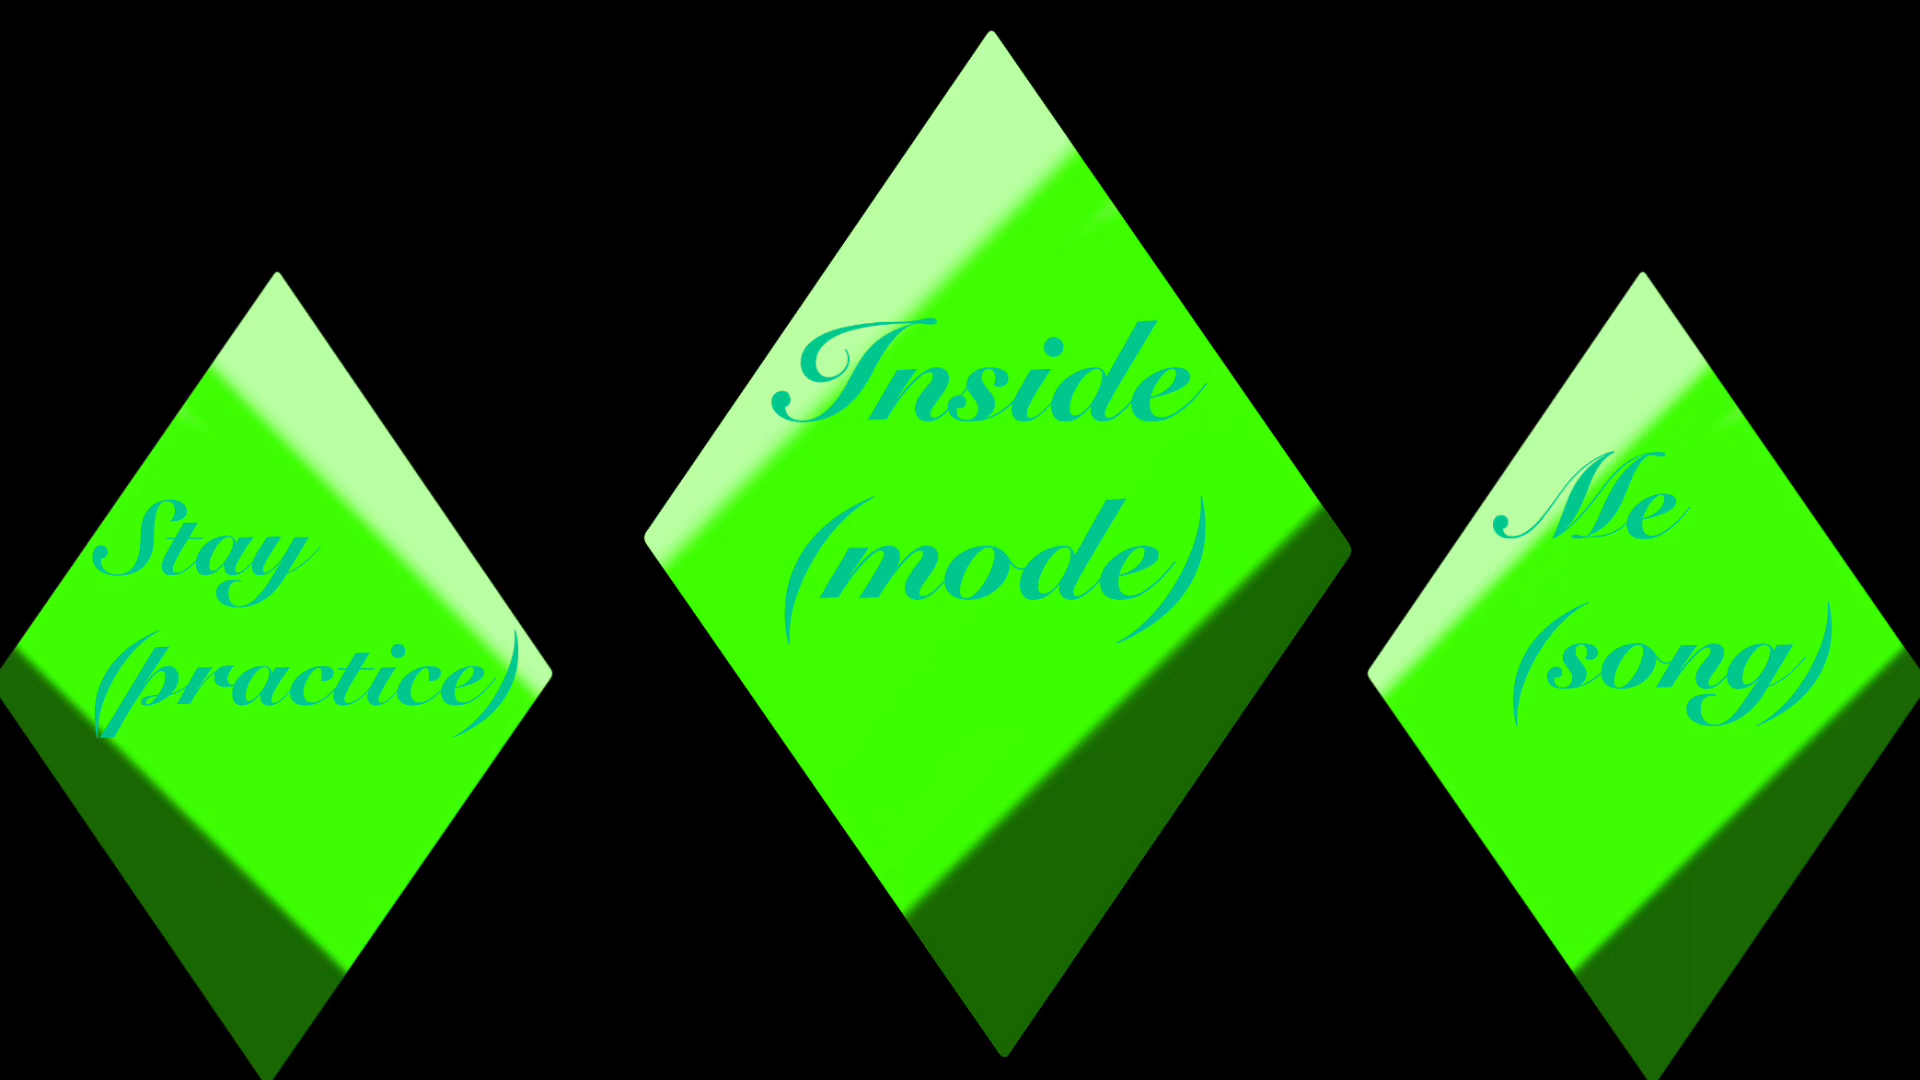 Stay
(practice)
Inside
(mode)
Me
(song)